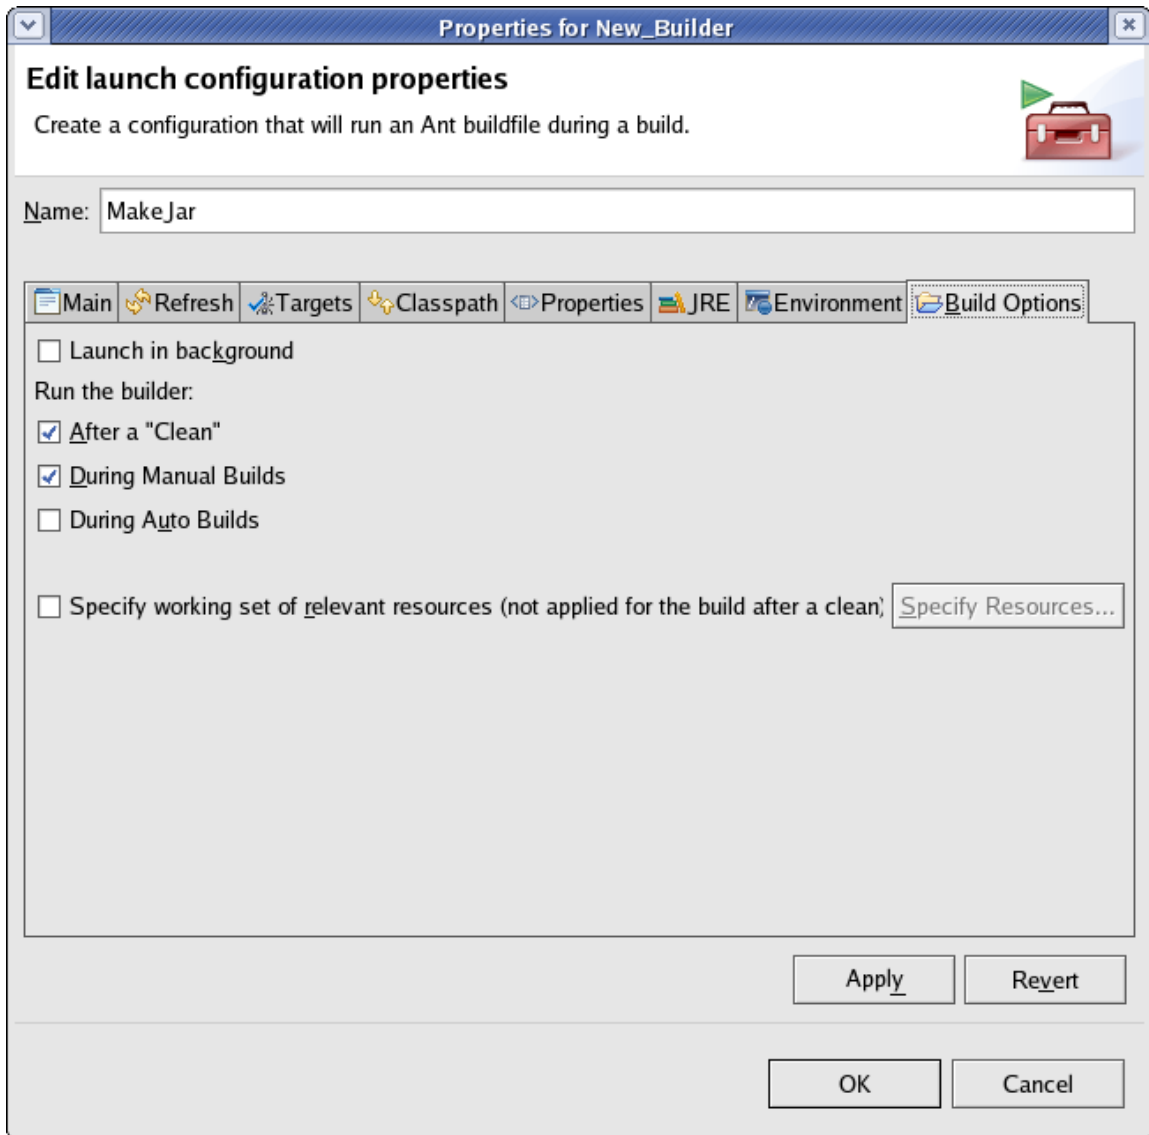 Properties for New_Builder
Edit launch configuration properties
Create a configuration that will run an Ant buildfile during a build.
Name: MakeJar
Main Refresh Targets Classpath Properties JRE Environment Build Options
Launch in background
Run the builder:
After a "Clean"
During Manual Builds
During Auto Builds
Specify working set of relevant resources (not applied for the build after a clean) Specify Resources...
Apply Revert
OK Cancel